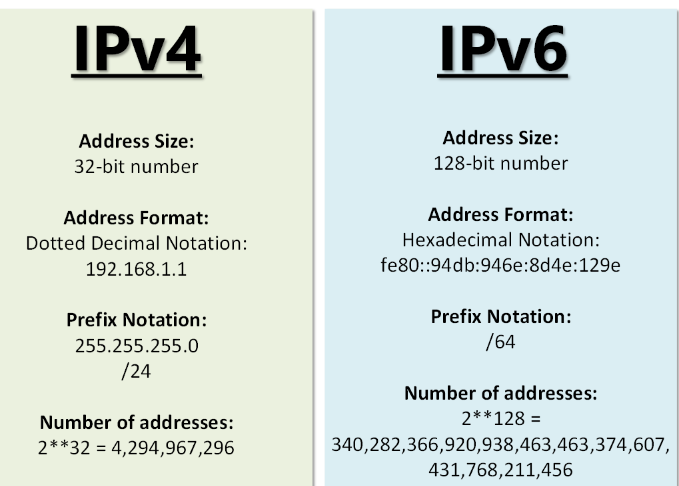 IPv4
Address Size:
32-bit number
Address Format:
Dotted Decimal Notation:
192.168.1.1
Prefix Notation:
255.255.255.0
/24
Number of addresses:
2**32 = 4,294,967,296
IPv6
Address Size:
128-bit number
Address Format:
Hexadecimal Notation:
fe80::94db:946e:8d4e:129e
Prefix Notation:
/64
Number of addresses:
2**128 =
340,282,366,920,938,463,463,374,607,
431,768,211,456